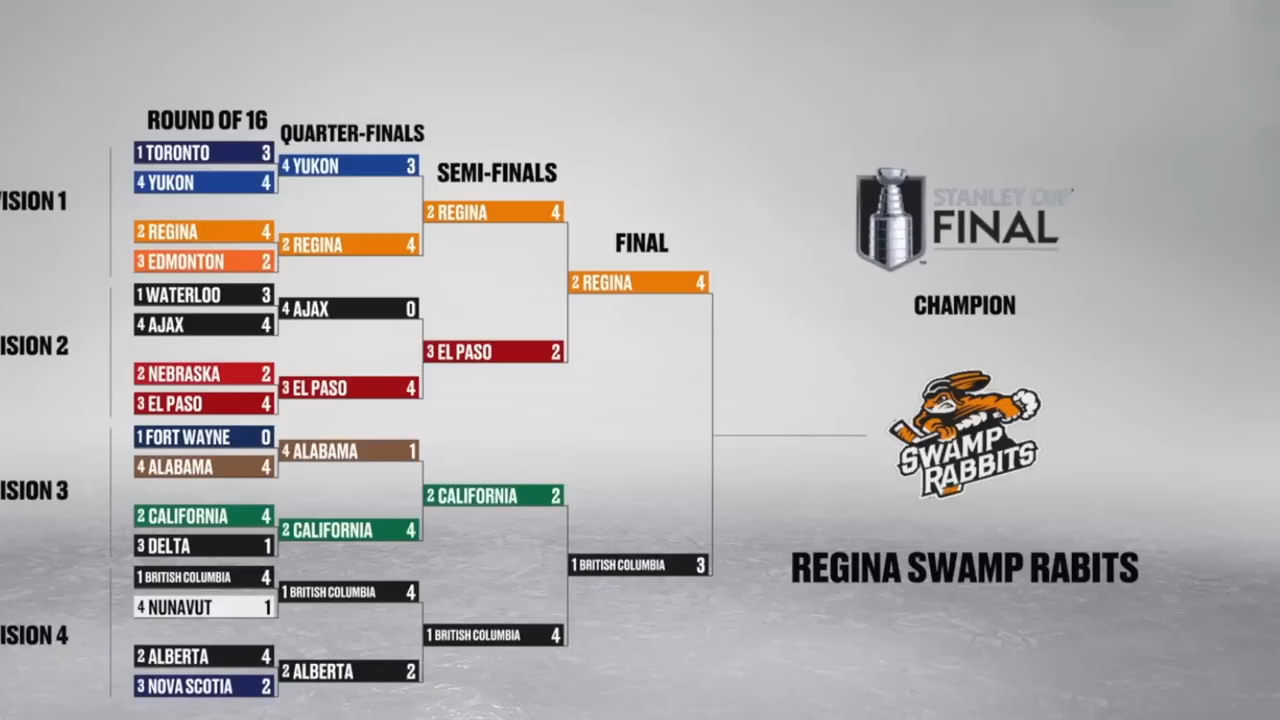 ROUND OF 16
QUARTER-FINALS
SEMI-FINALS
FINAL
VISION 1
1 TORONTO 3
4 YUKON 4
2 REGINA 4
3 EDMONTON 2
ISION 2
1 WATERLOO 3
4 AJAX 4
2 NEBRASKA 2
3 EL PASO 4
ISION 3
1 FORT WAYNE 0
4 ALABAMA 4
2 CALIFORNIA 4
3 DELTA 1
ISION 4
1 BRITISH COLUMBIA 4
4 NUNAVUT 1
2 ALBERTA 4
3 NOVA SCOTIA 2
4 YUKON 3
2 REGINA 4
4 AJAX 0
3 EL PASO 4
4 ALABAMA 1
2 CALIFORNIA 4
1 BRITISH COLUMBIA 4
2 ALBERTA 2
2 REGINA 4
3 EL PASO 2
2 CALIFORNIA 2
1 BRITISH COLUMBIA 4
2 REGINA 4
1 BRITISH COLUMBIA 3
STANLEY CUP
FINAL
CHAMPION
SWAMP
RABBITS
REGINA SWAMP RABITS